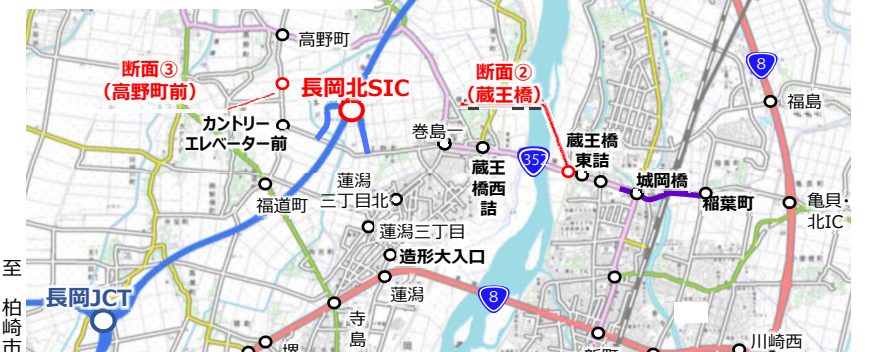 高野町
断面③
（高野町前）
長岡北SIC
断面②
（蔵王橋）
8
福島
カントリー
エレベーター前
巻島一
蔵王橋
東詰
352
蔵王
橋西
詰
城岡橋
稲葉町
福道町
蓮潟
三丁目北
亀貝・
北IC
蓮潟三丁目
造形大入口
至
柏
崎
市
長岡JCT
蓮潟
8
寺
島
川崎西